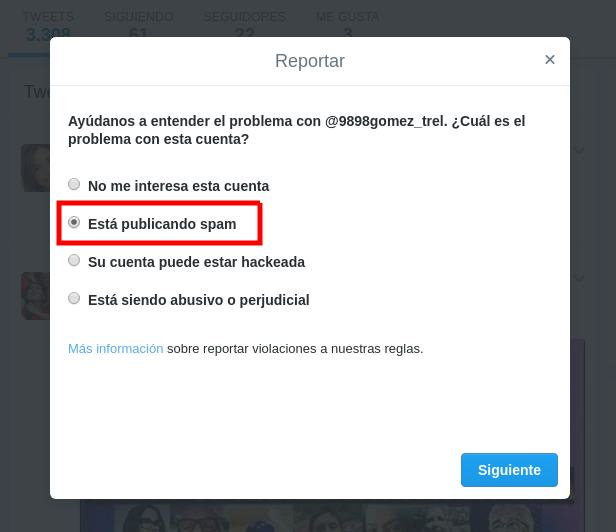 TWEETS SIGUIENDO SEGUIDORES ME GUSTA
3.308 61 22 3
Reportar
×
Ayúdanos a entender el problema con @9898gomez_trel. ¿Cuál es el
problema con esta cuenta?
No me interesa esta cuenta
Está publicando spam
Su cuenta puede estar hackeada
Está siendo abusivo o perjudicial
Más información sobre reportar violaciones a nuestras reglas.
Siguiente